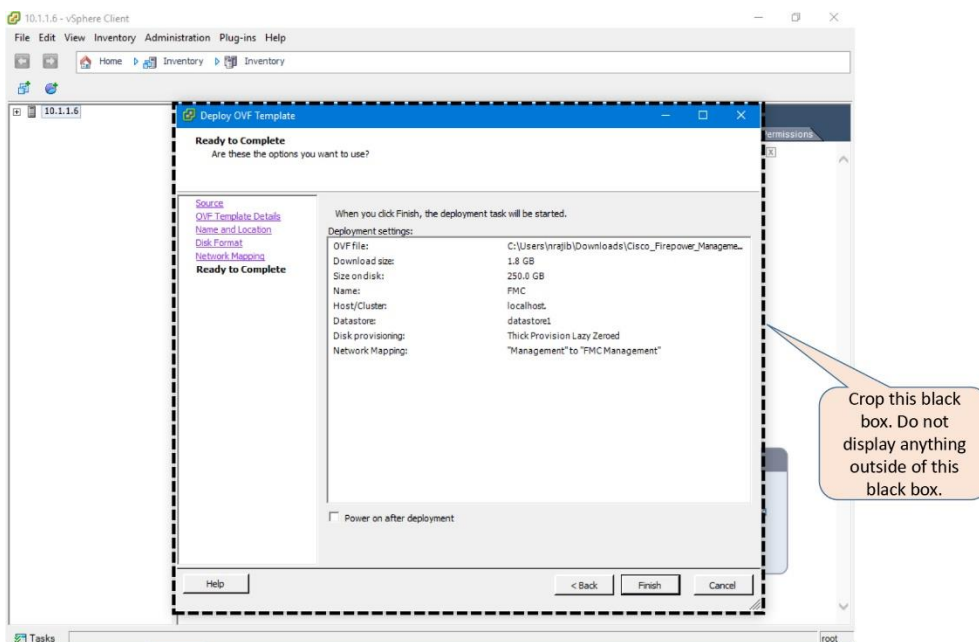 10.1.1.6 - vSphere Client
File Edit View Inventory Administration Plug-ins Help
Home Inventory Inventory
10.1.1.6
Deploy OVF Template
Permissions
Ready to Complete
Are these the options you want to use?
Source
OVF Template Details
Name and Location
Disk Format
Network Mapping
Ready to Complete
When you click Finish, the deployment task will be started.
Deployment settings:
OVF file: C:\Users\nrajib\Downloads\Cisco_Firepower_Manageme...
Download size: 1.8 GB
Size on disk: 250.0 GB
Name: FMC
Host/Cluster: localhost.
Datastore: datastore1
Disk provisioning: Thick Provision Lazy Zeroed
Network Mapping: "Management" to "FMC Management"
Power on after deployment
Help < Back Finish Cancel
Crop this black
box. Do not
display anything
outside of this
black box.
Tasks root